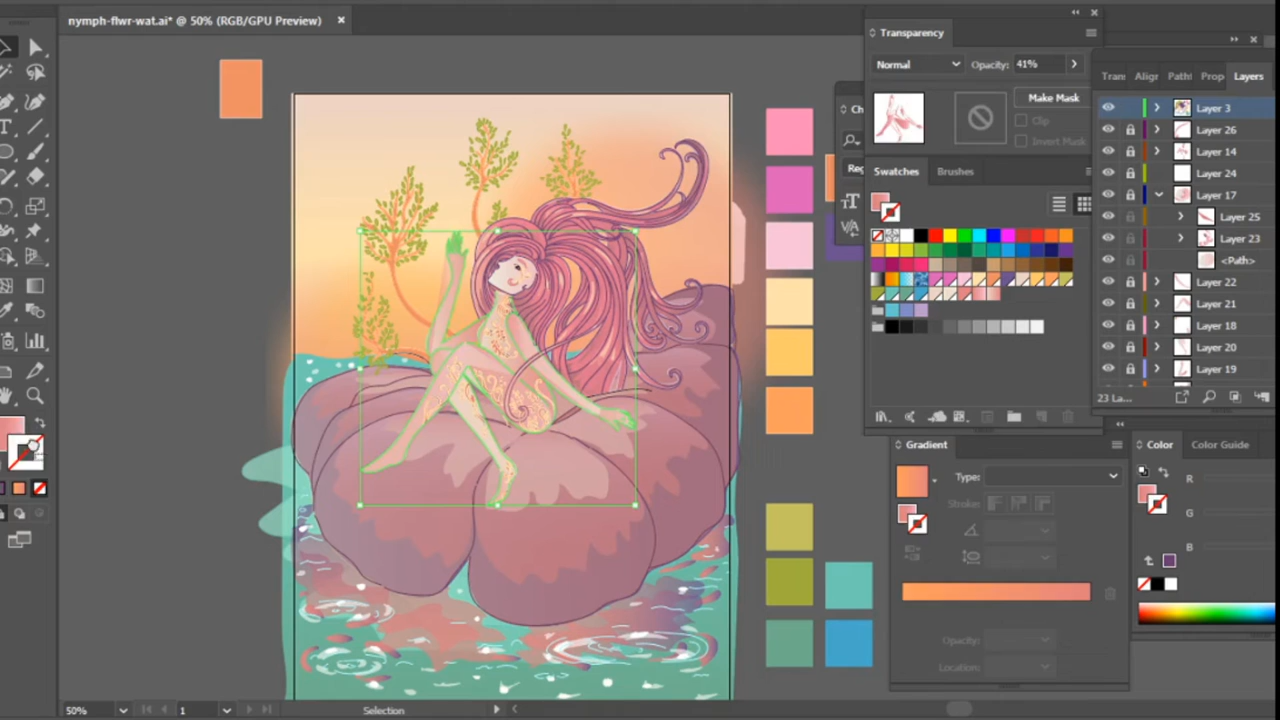 nymph-flwr-wat.ai* @ 50% (RGB/GPU Preview)
Transparency
Normal
Opacity: 41%
Make Mask
Clip
Invert Mask
Swatches
Brushes
Ch
Reg
Tran
Align
Path
Prop
Layers
Layer 3
Layer 26
Layer 14
Layer 24
Layer 17
Layer 25
Layer 23
<Path>
Layer 22
Layer 21
Layer 18
Layer 20
Layer 19
23 La...
Gradient
Type:
Stroke:
Opacity:
Location:
Color
Color Guide
R
G
B
50%
1
Selection